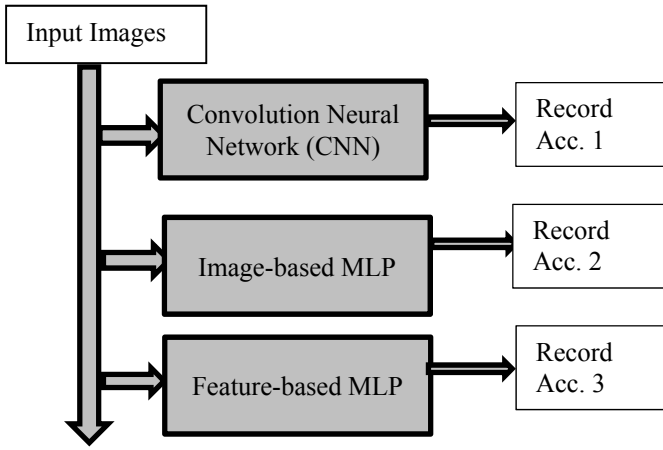 Input Images
Convolution Neural
Network (CNN)
Record
Acc. 1
Image-based MLP
Record
Acc. 2
Feature-based MLP
Record
Acc. 3